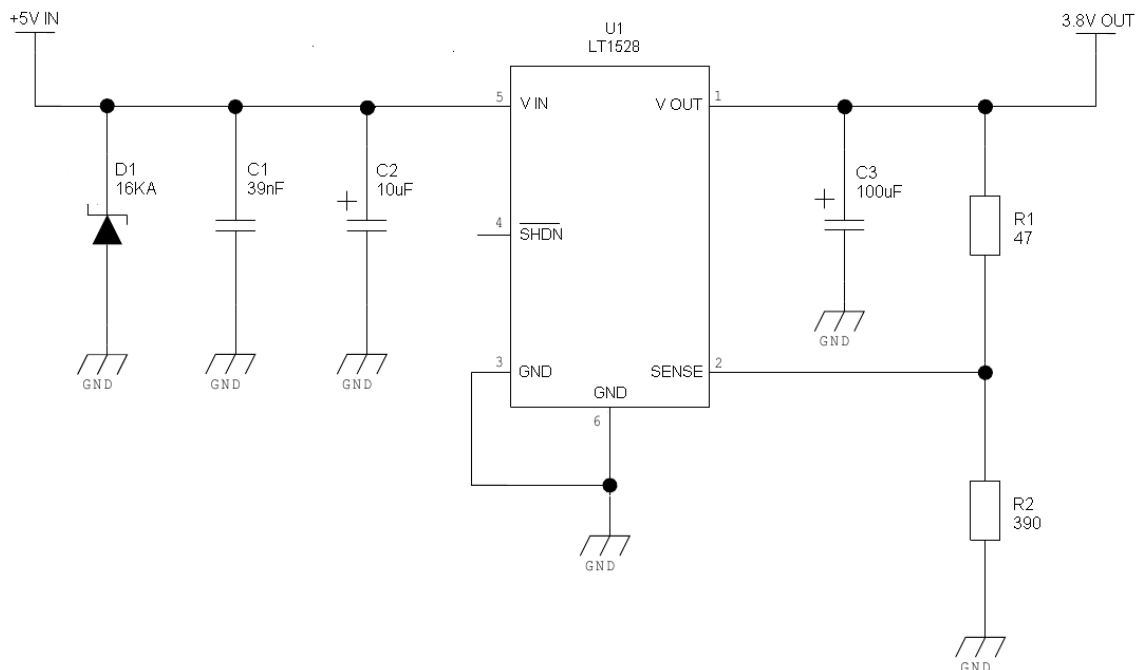 +5V IN
3.8V OUT
U1
LT1528
5
V IN
V OUT
1
D1
16KA
C1
39nF
C2
10uF
+
C3
100uF
+
4
SHDN
R1
47
GND
3
GND
SENSE
2
GND
GND
GND
GND
6
R2
390
GND
GND